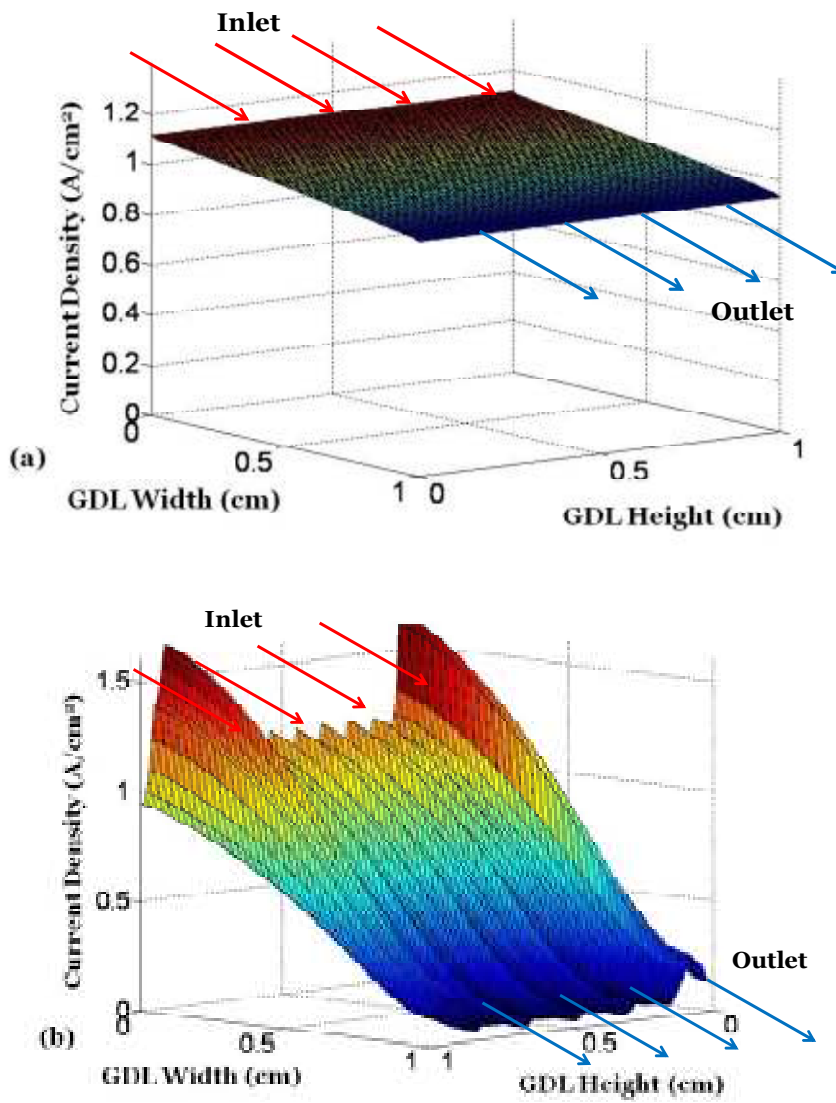 Inlet
Current Density (A/cm²)
1.2
1
0.8
0.6
0.4
0.2
0
0
0.5
1
0
0.5
1
GDL Width (cm)
GDL Height (cm)
Outlet
(a)
Inlet
Current Density (A/cm²)
1.5
1
0.5
0
0
0.5
1
1
0.5
0
GDL Width (cm)
GDL Height (cm)
Outlet
(b)